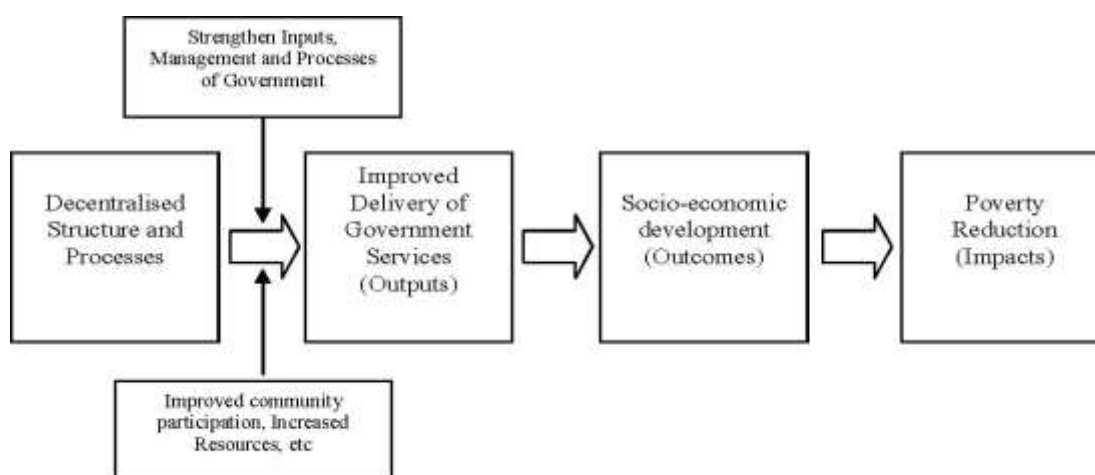 Strengthen Inputs,
Management and Processes
of Government
Decentralised
Structure and
Processes
Improved
Delivery of
Government
Services
(Outputs)
Socio-economic
development
(Outcomes)
Poverty
Reduction
(Impacts)
Improved community
participation, Increased
Resources, etc